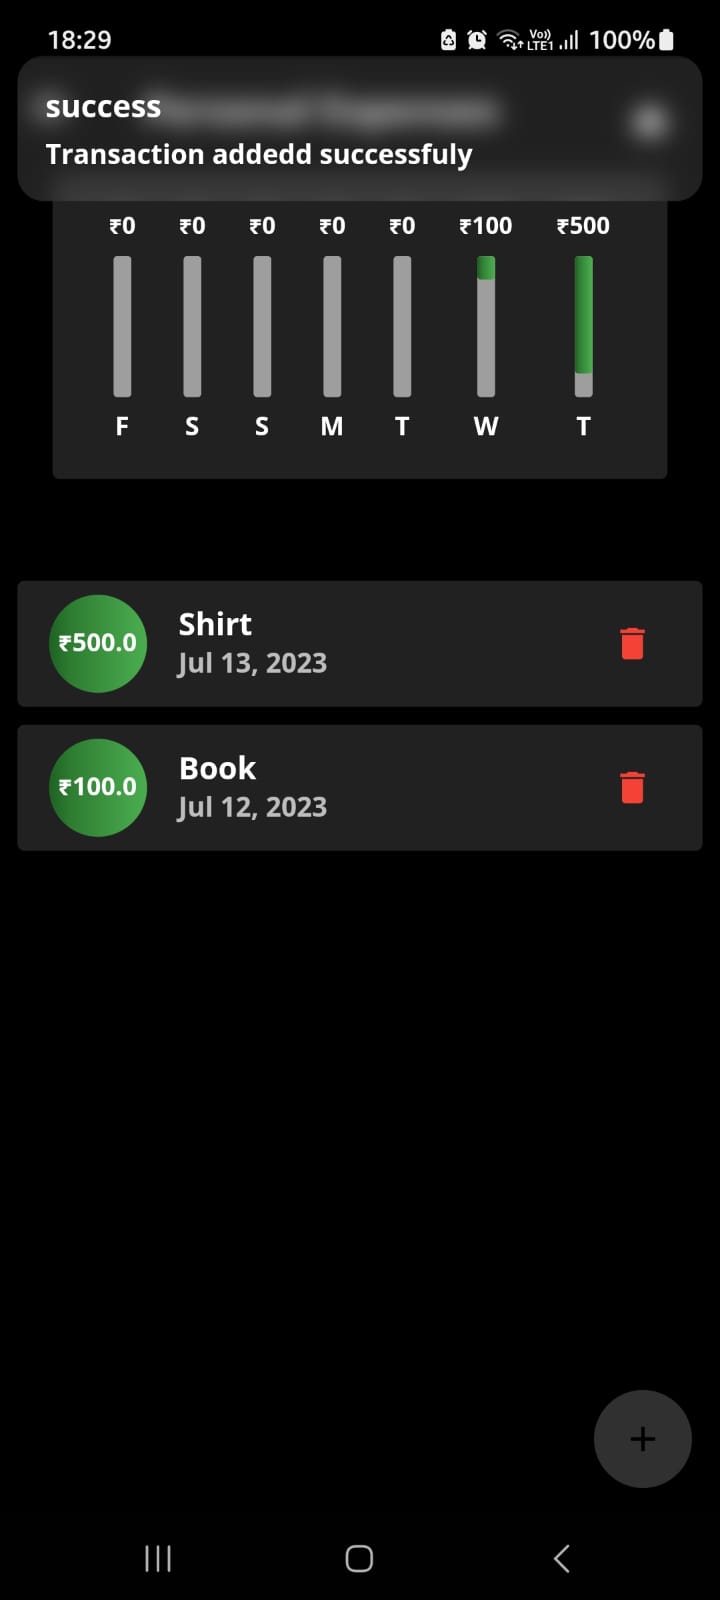 18:29 Vo)) LTE1 100%
success
Transaction addedd successfuly
₹0 ₹0 ₹0 ₹0 ₹0 ₹100 ₹500
F S S M T W T
₹500.0
Shirt
Jul 13, 2023
₹100.0
Book
Jul 12, 2023
+